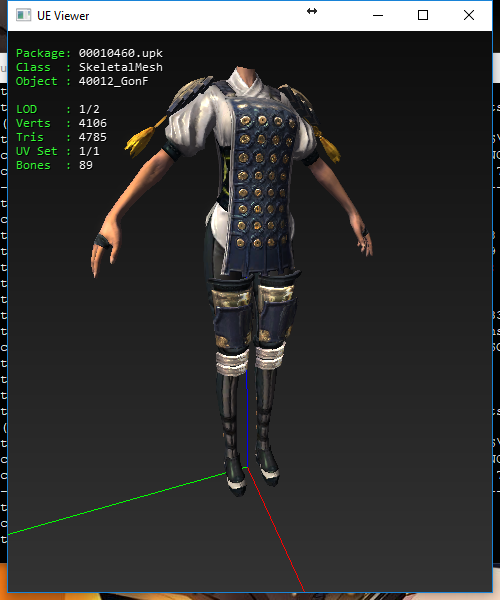 UE Viewer
Package: 00010460.upk
Class : SkeletalMesh
Object : 40012_GonF
LOD : 1/2
Verts : 4106
Tris : 4785
UV Set : 1/1
Bones : 89